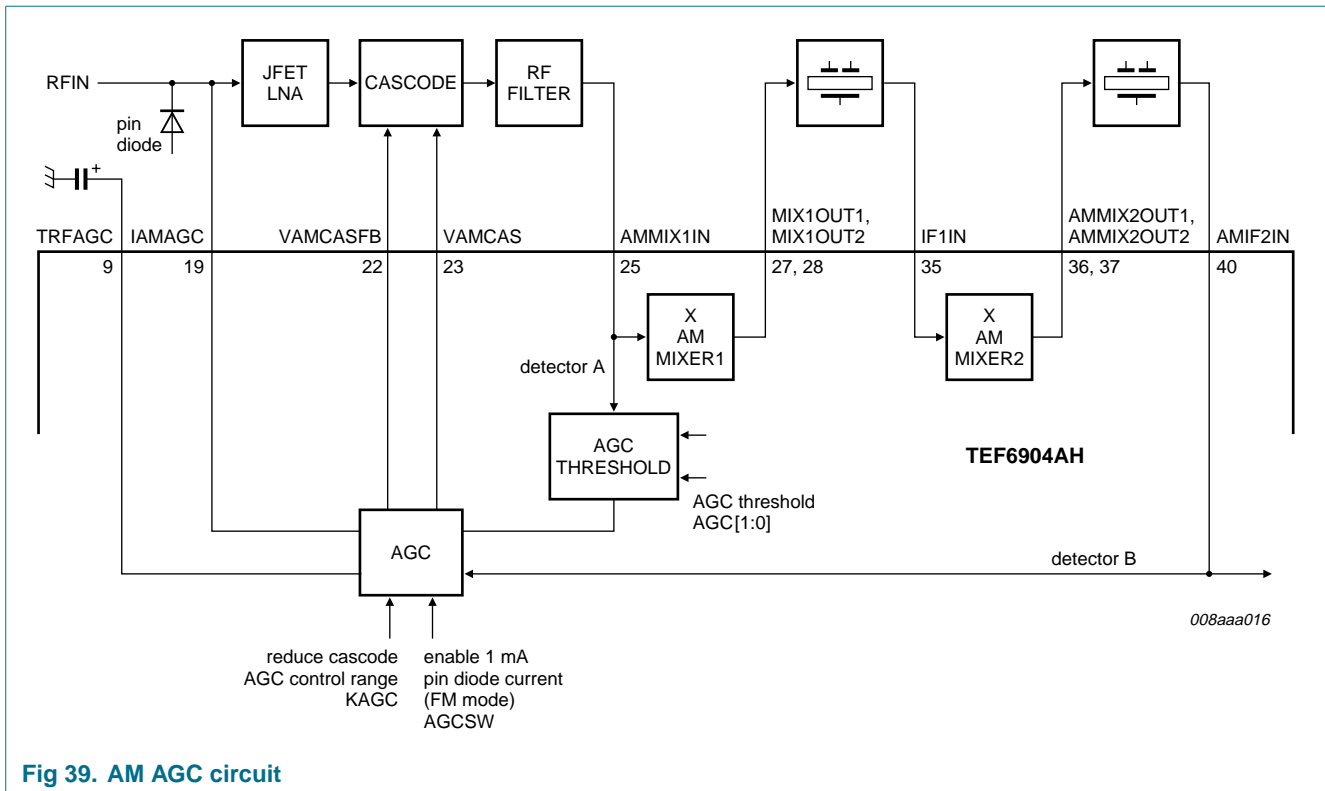 RFIN
pin
diode
JFET
LNA
CASCODE
RF
FILTER
+
TRFAGC
IAMAGC
VAMCASFB
VAMCAS
AMMIX1IN
MIX1OUT1,
MIX1OUT2
IF1IN
AMMIX2OUT1,
AMMIX2OUT2
AMIF2IN
9
19
22
23
25
27, 28
35
36, 37
40
X
AM
MIXER1
X
AM
MIXER2
detector A
AGC
THRESHOLD
TEF6904AH
AGC threshold
AGC[1:0]
AGC
detector B
008aaa016
reduce cascode
AGC control range
KAGC
enable 1 mA
pin diode current
(FM mode)
AGCSW
Fig 39. AM AGC circuit